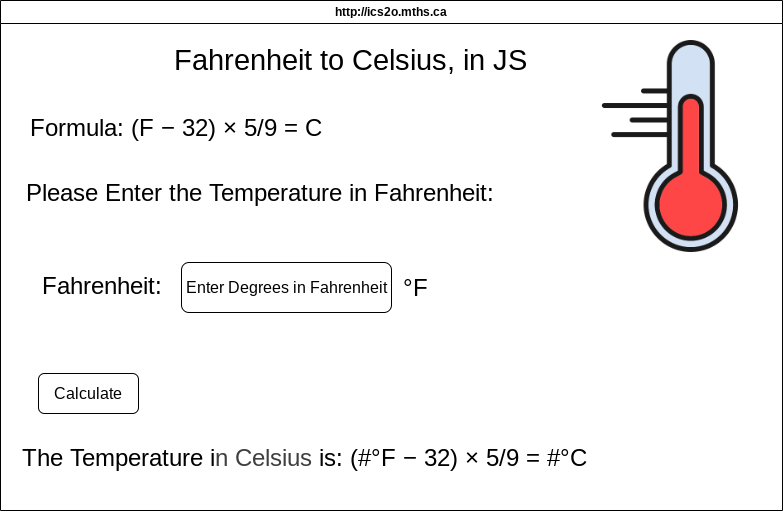 http://ics2o.mths.ca
Fahrenheit to Celsius, in JS
Formula: (F − 32) × 5/9 = C
Please Enter the Temperature in Fahrenheit:
Fahrenheit: Enter Degrees in Fahrenheit °F
Calculate
The Temperature in Celsius is: (#°F − 32) × 5/9 = #°C